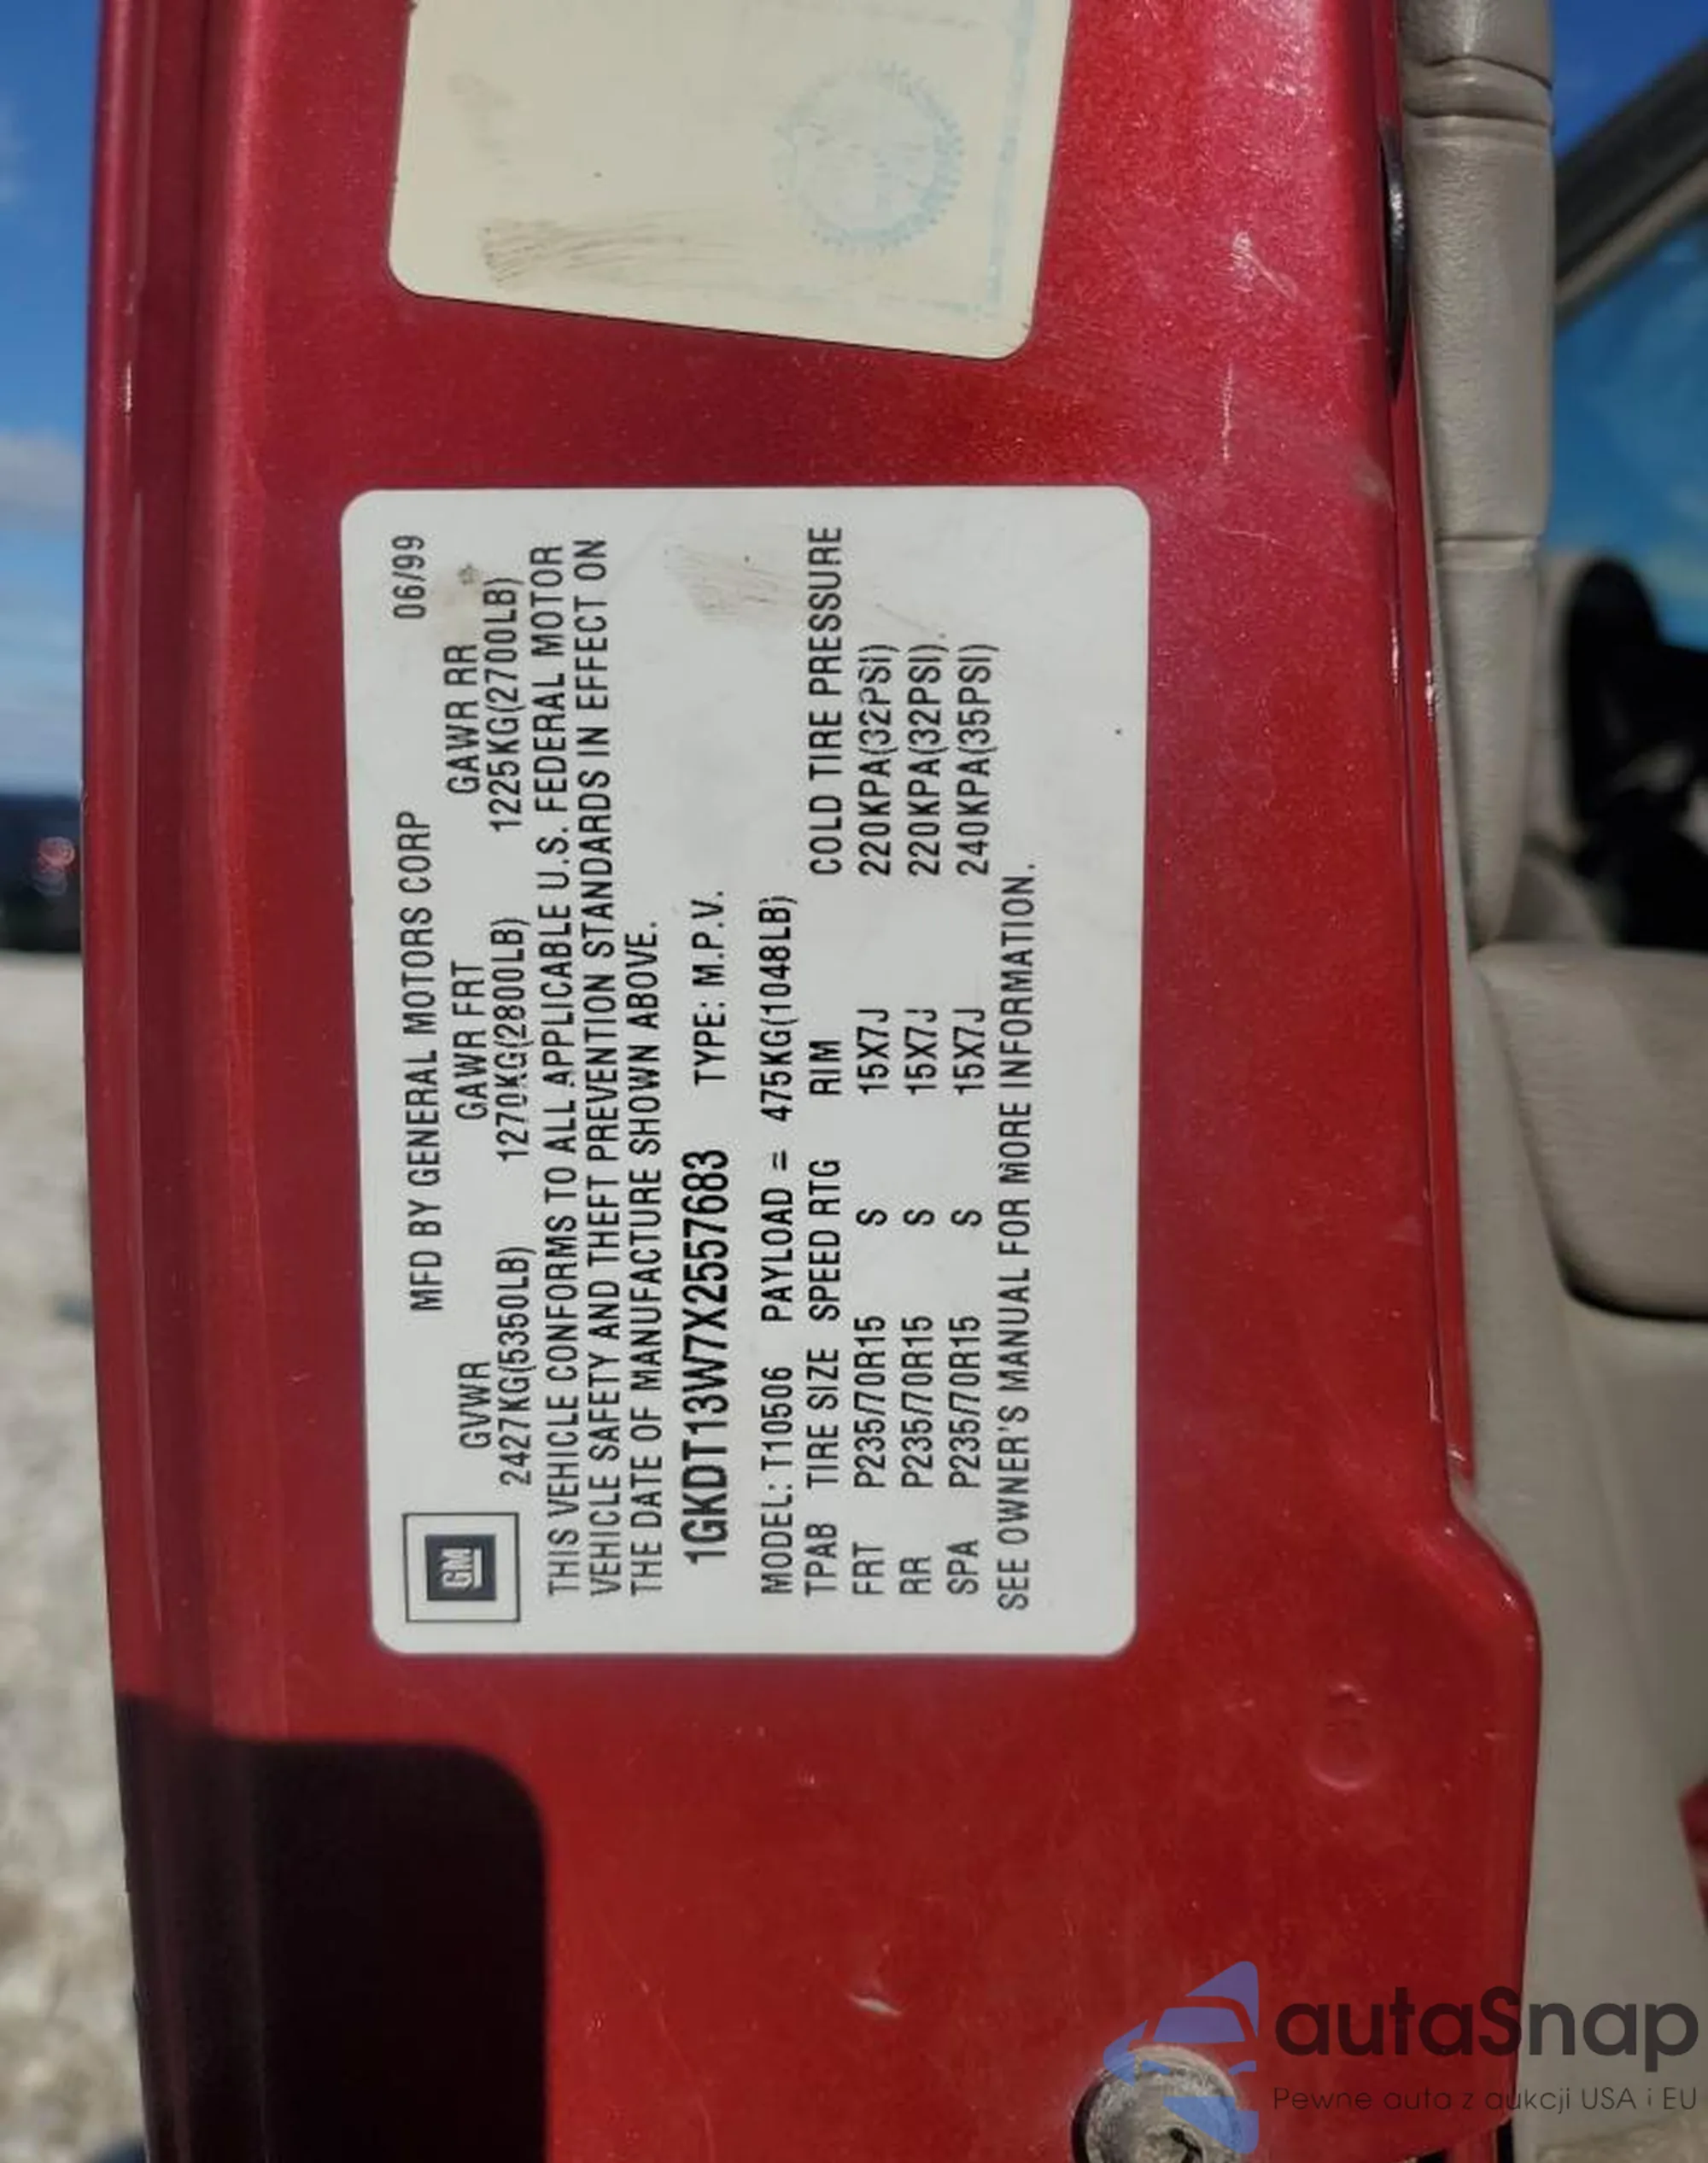 GM
MFD BY GENERAL MOTORS CORP 06/99
GVWR GAWR FRT GAWR RR
2427KG(5350LB) 1270KG(2800LB) 1225KG(2700LB)
THIS VEHICLE CONFORMS TO ALL APPLICABLE U.S. FEDERAL MOTOR
VEHICLE SAFETY AND THEFT PREVENTION STANDARDS IN EFFECT ON
THE DATE OF MANUFACTURE SHOWN ABOVE.
1GKDT13W7X2557683 TYPE: M.P.V.
MODEL: T10506 PAYLOAD = 475KG(1048LB)
TPAB TIRE SIZE SPEED RTG RIM COLD TIRE PRESSURE
FRT P235/70R15 S 15X7J 220KPA(32PSI)
RR P235/70R15 S 15X7J 220KPA(32PSI)
SPA P235/70R15 S 15X7J 240KPA(35PSI)
SEE OWNER'S MANUAL FOR MORE INFORMATION.
autaSnap
Pewne auta z aukcji USA i EU